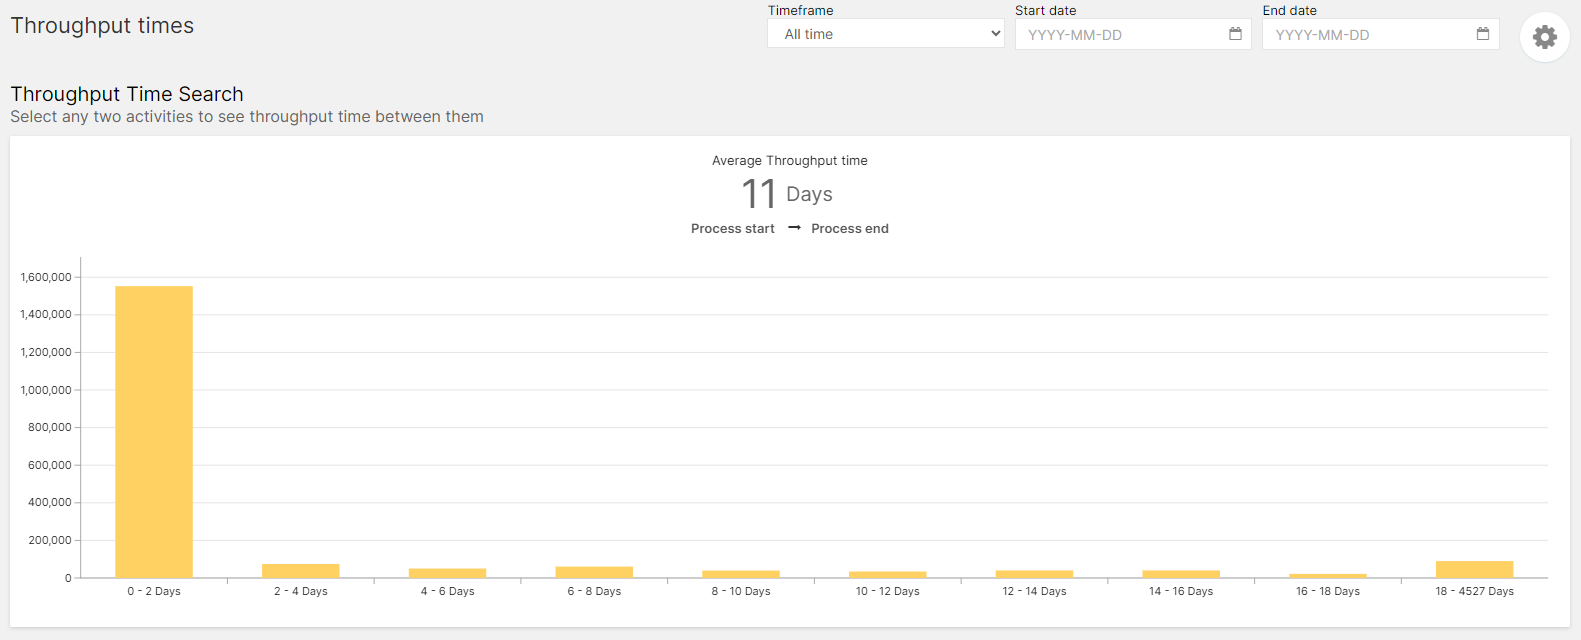 Throughput times
Timeframe
All time
Start date
YYYY-MM-DD
End date
YYYY-MM-DD
Throughput Time Search
Select any two activities to see throughput time between them
Average Throughput time
11 Days
Process start → Process end
1,600,000
1,400,000
1,200,000
1,000,000
800,000
600,000
400,000
200,000
0
0 - 2 Days
2 - 4 Days
4 - 6 Days
6 - 8 Days
8 - 10 Days
10 - 12 Days
12 - 14 Days
14 - 16 Days
16 - 18 Days
18 - 4527 Days